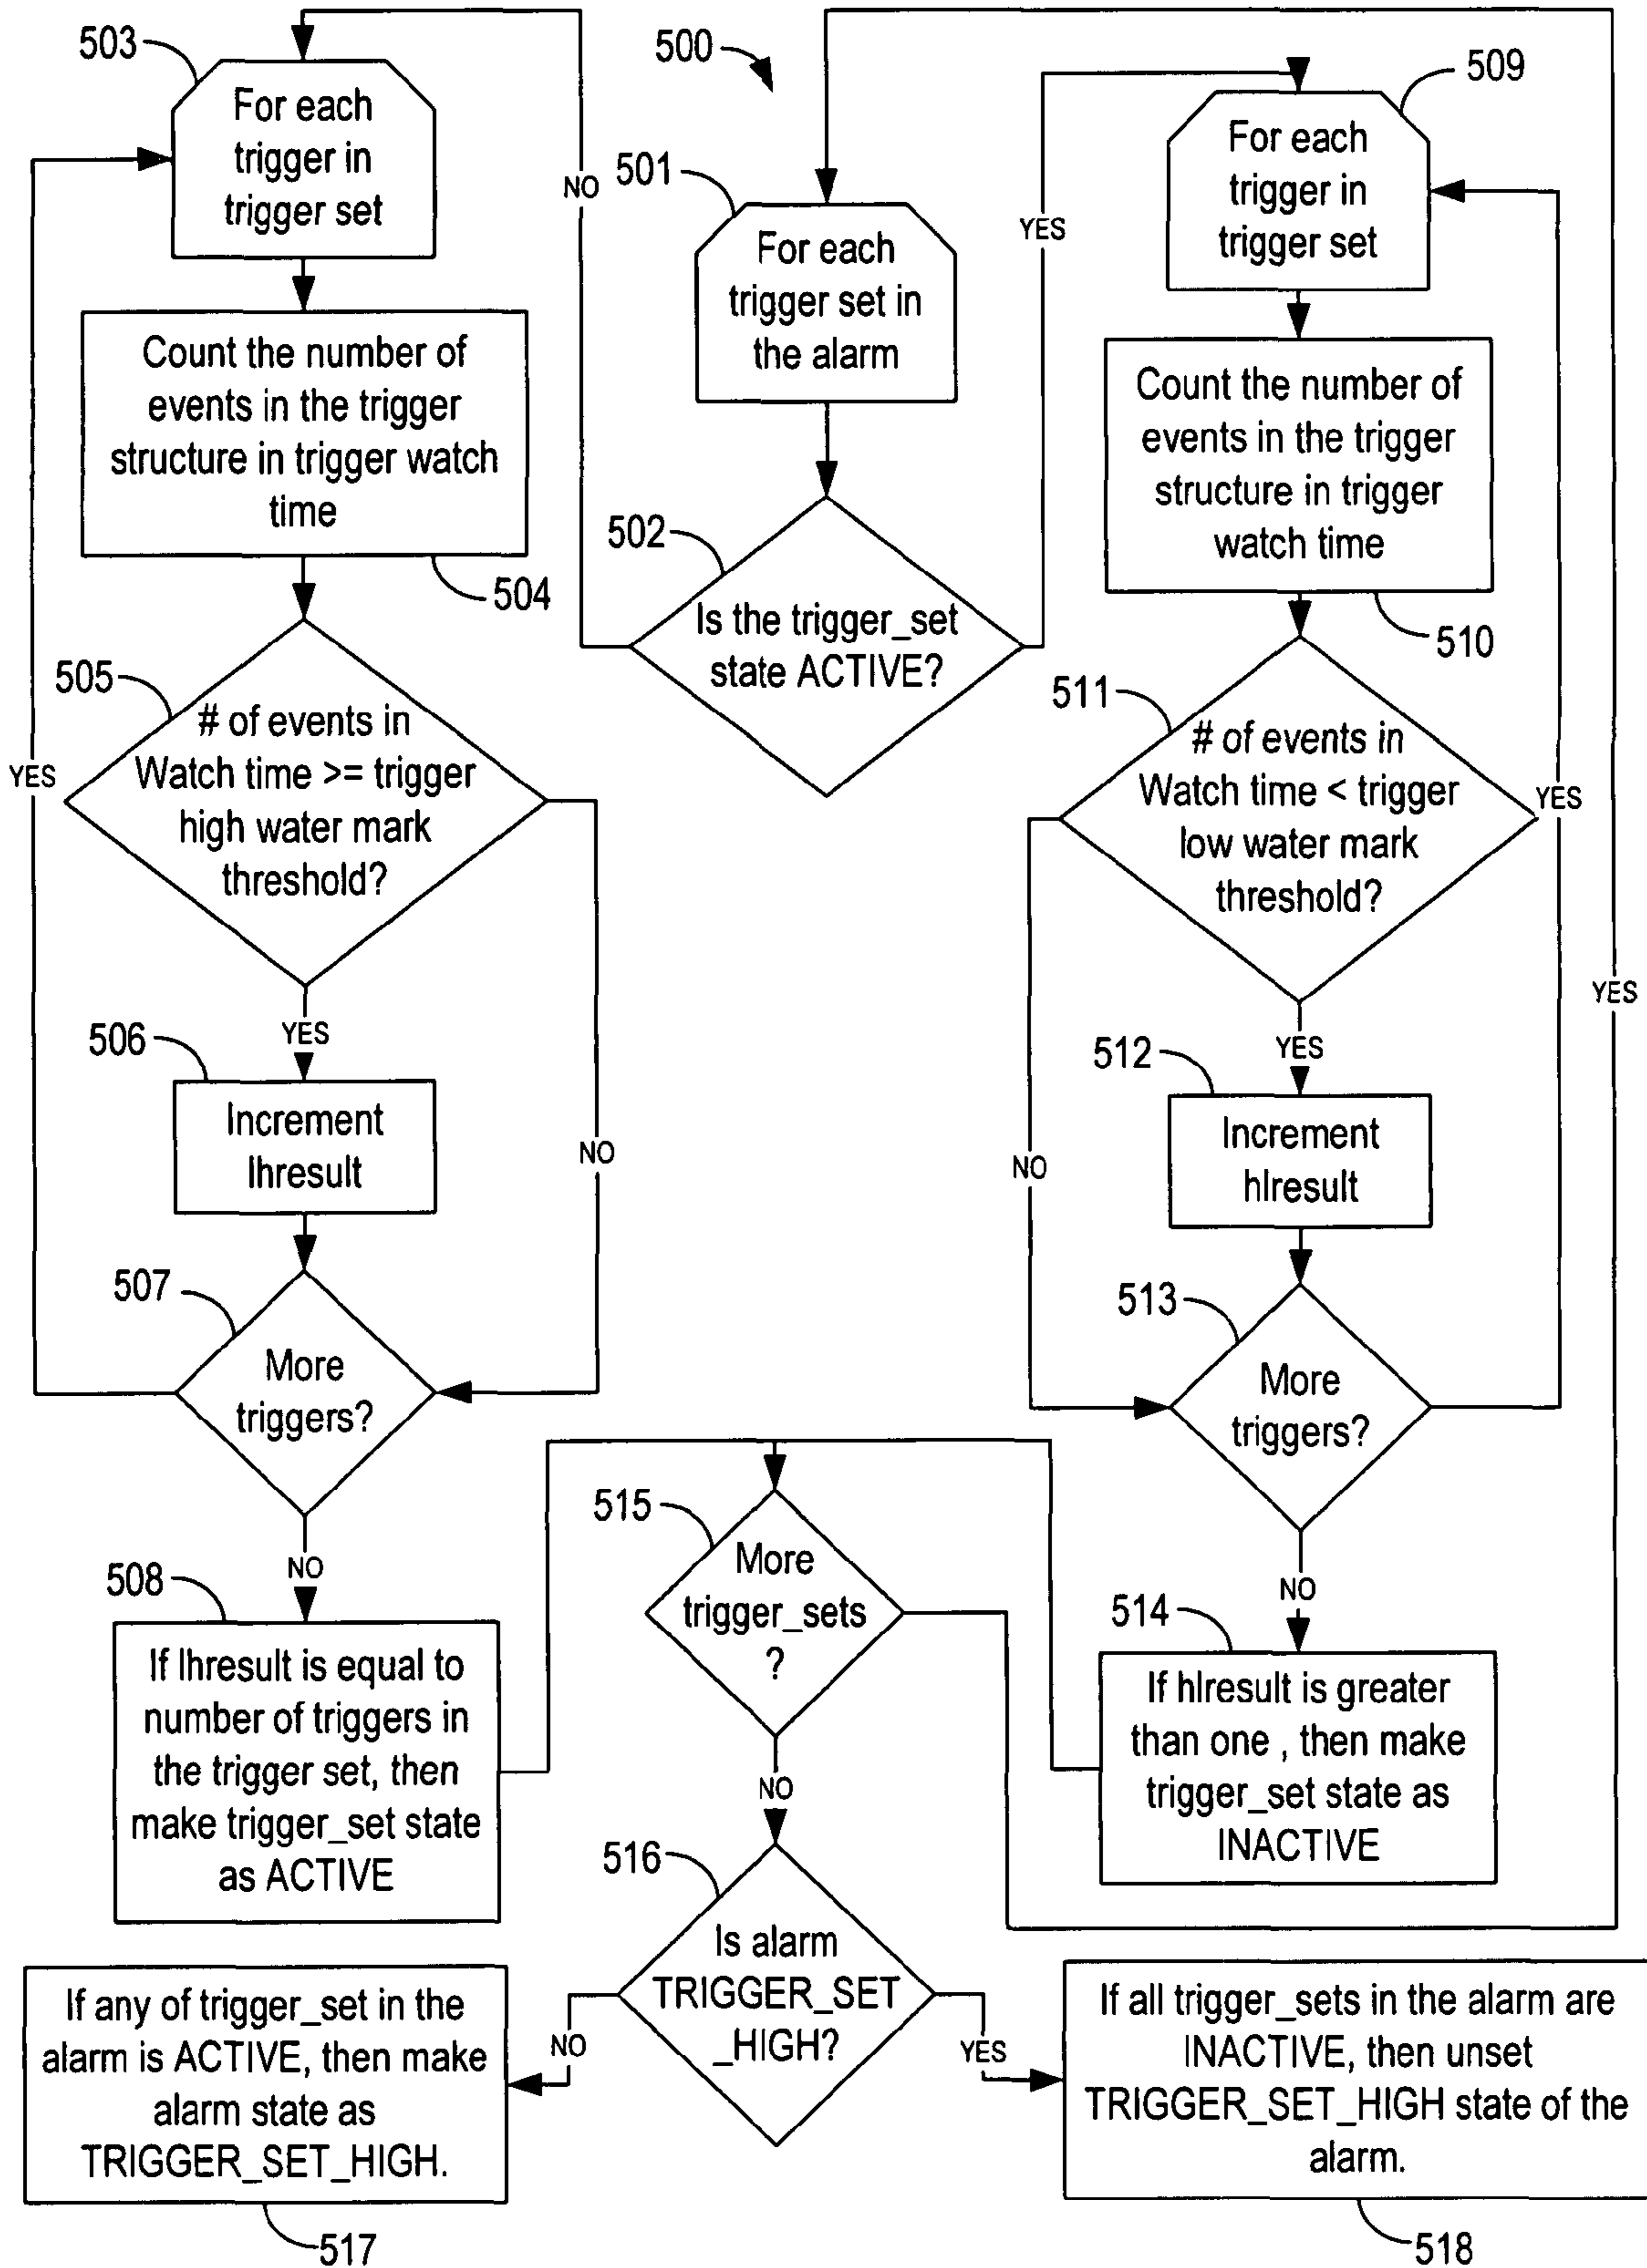 500
503
For each
trigger in
trigger set
Count the number of
events in the trigger
structure in trigger watch
time
504
505
# of events in
Watch time >= trigger
high water mark
threshold?
YES
NO
YES
506
Increment
lhresult
507
More
triggers?
NO
508
If lhresult is equal to
number of triggers in
the trigger set, then
make trigger_set state
as ACTIVE
NO
501
For each
trigger set in
the alarm
502
Is the trigger_set
state ACTIVE?
YES
509
For each
trigger in
trigger set
Count the number of
events in the trigger
structure in trigger
watch time
510
511
# of events in
Watch time < trigger
low water mark
threshold?
YES
YES
NO
YES
512
Increment
hlresult
513
More
triggers?
NO
514
If hlresult is greater
than one , then make
trigger_set state as
INACTIVE
515
More
trigger_sets
?
NO
516
Is alarm
TRIGGER_SET
_HIGH?
NO
YES
If any of trigger_set in the
alarm is ACTIVE, then make
alarm state as
TRIGGER_SET_HIGH.
517
If all trigger_sets in the alarm are
INACTIVE, then unset
TRIGGER_SET_HIGH state of the
alarm.
518